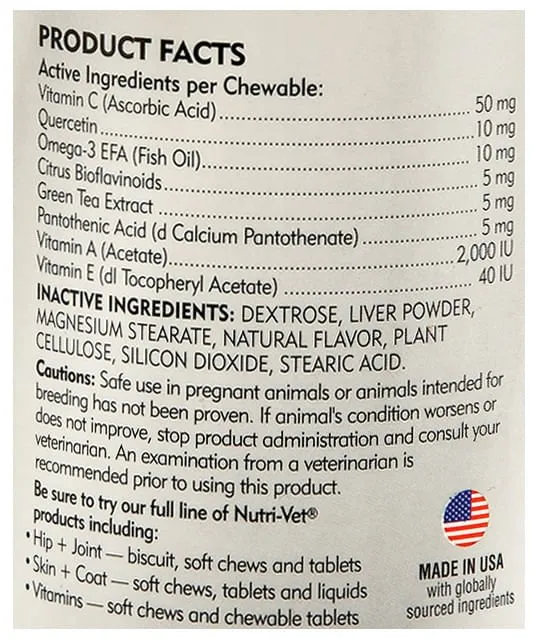 PRODUCT FACTS
Active Ingredients per Chewable:
Vitamin C (Ascorbic Acid)........................................ 50 mg
Quercetin........................................ 10 mg
Omega-3 EFA (Fish Oil)........................................ 10 mg
Citrus Bioflavinoids........................................ 5 mg
Green Tea Extract ........................................ 5 mg
Pantothenic Acid (d Calcium Pantothenate).................... 5 mg
Vitamin A (Acetate)........................................ 2,000 IU
Vitamin E (dl Tocopheryl Acetate) .............................. 40 IU
INACTIVE INGREDIENTS: DEXTROSE, LIVER POWDER,
MAGNESIUM STEARATE, NATURAL FLAVOR, PLANT
CELLULOSE, SILICON DIOXIDE, STEARIC ACID.
Cautions: Safe use in pregnant animals or animals intended for
breeding has not been proven. If animal's condition worsens or
does not improve, stop product administration and consult your
veterinarian. An examination from a veterinarian is
recommended prior to using this product.
Be sure to try our full line of Nutri-Vet®
products including:
• Hip + Joint — biscuit, soft chews and tablets
• Skin + Coat — soft chews, tablets and liquids
• Vitamins — soft chews and chewable tablets
MADE IN USA
with globally
sourced ingredients